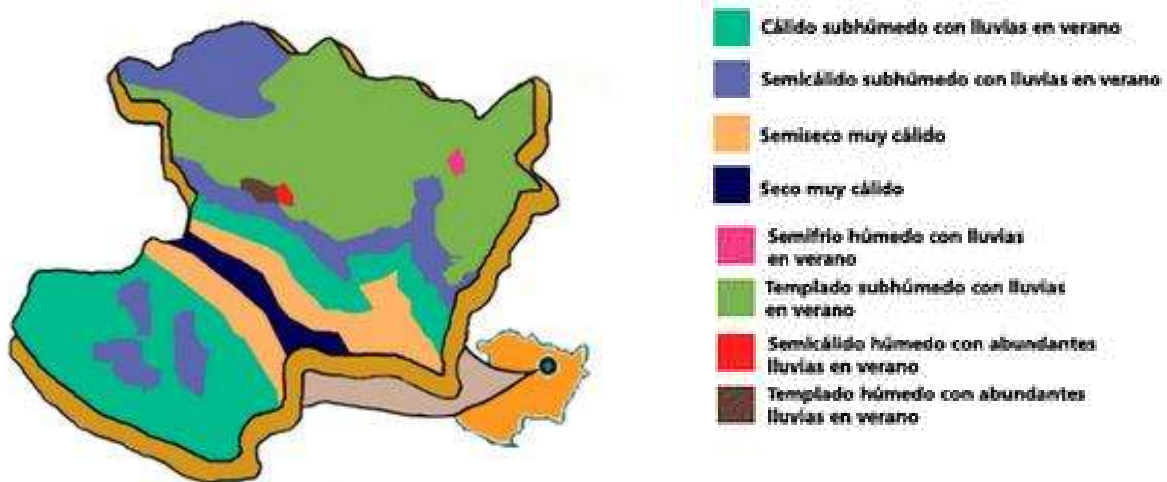 Cálido subhúmedo con lluvias en verano
Semicálido subhúmedo con lluvias en verano
Semiseco muy cálido
Seco muy cálido
Semifrío húmedo con lluvias
en verano
Templado subhúmedo con lluvias
en verano
Semicálido húmedo con abundantes
lluvias en verano
Templado húmedo con abundantes
lluvias en verano